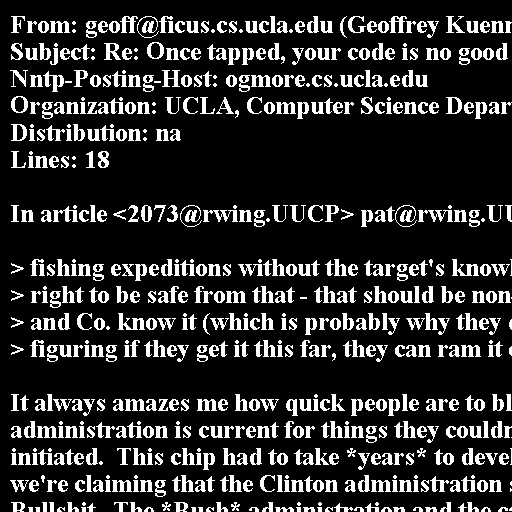 From: geoff@ficus.cs.ucla.edu (Geoffrey Kuenn
Subject: Re: Once tapped, your code is no good
Nntp-Posting-Host: ogmore.cs.ucla.edu
Organization: UCLA, Computer Science Depar
Distribution: na
Lines: 18
In article <2073@rwing.UUCP> pat@rwing.UU
> fishing expeditions without the target's know
> right to be safe from that - that should be non
> and Co. know it (which is probably why they
> figuring if they get it this far, they can ram it
It always amazes me how quick people are to bl
administration is current for things they couldn
initiated.  This chip had to take *years* to deve
we're claiming that the Clinton administration
Bullshit.  The *Bush* administration and the